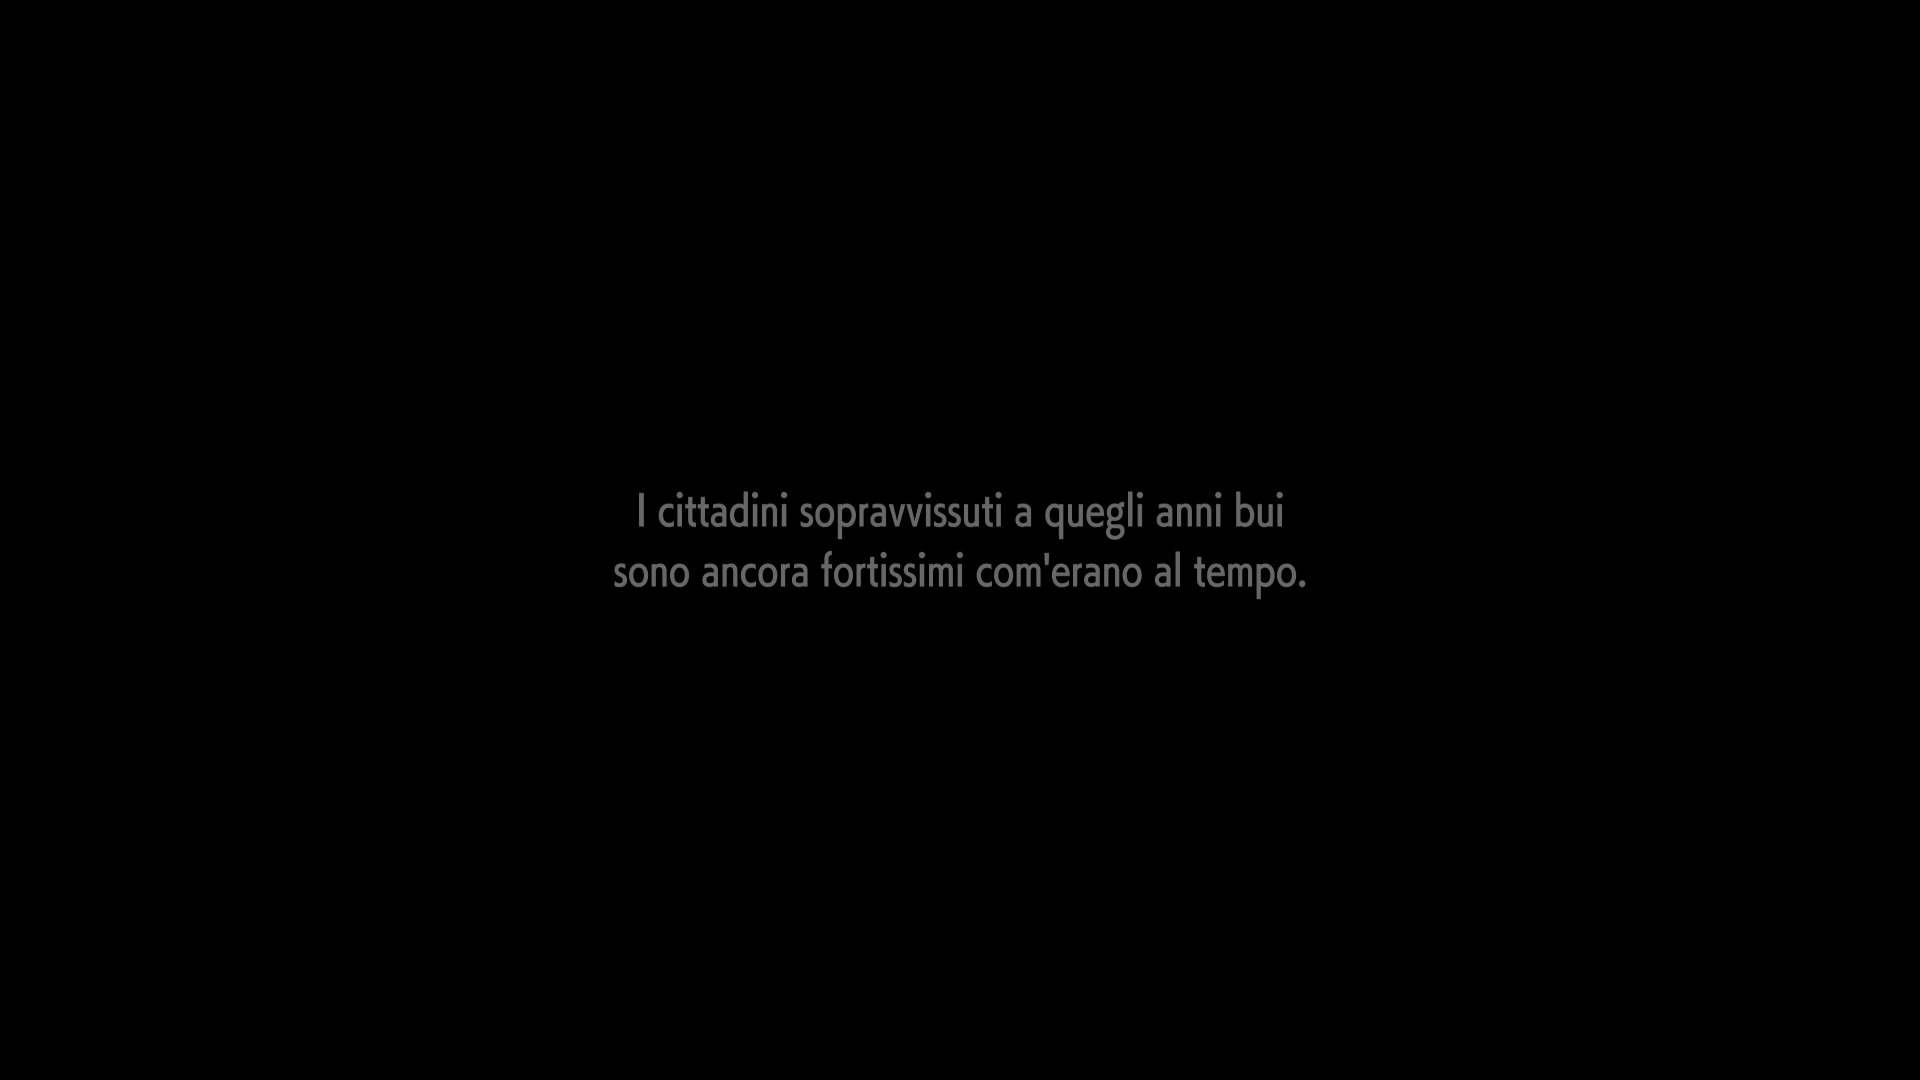 I cittadini sopravvissuti a quegli anni bui
sono ancora fortissimi com'erano al tempo.